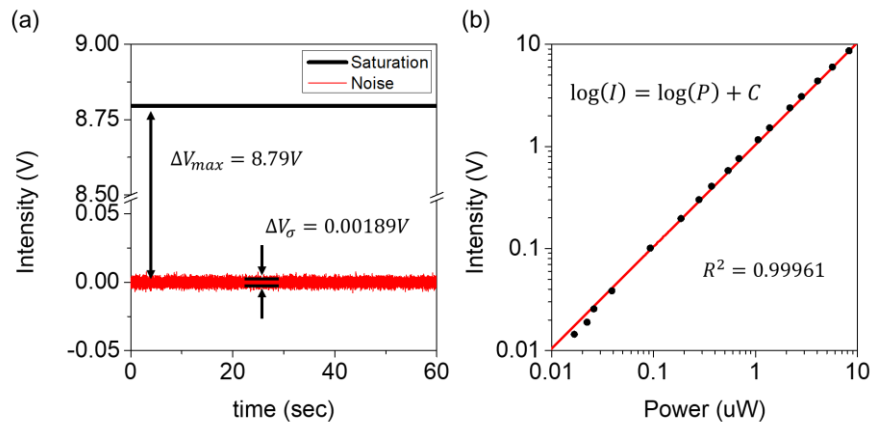 (a)
9.00
8.75
8.50
0.05
0.00
-0.05
Intensity (V)
Saturation
Noise
ΔV_max = 8.79V
ΔV_σ = 0.00189V
0
20
40
60
time (sec)
(b)
10
1
0.1
0.01
Intensity (V)
log(I) = log(P) + C
R² = 0.99961
0.01
0.1
1
10
Power (uW)